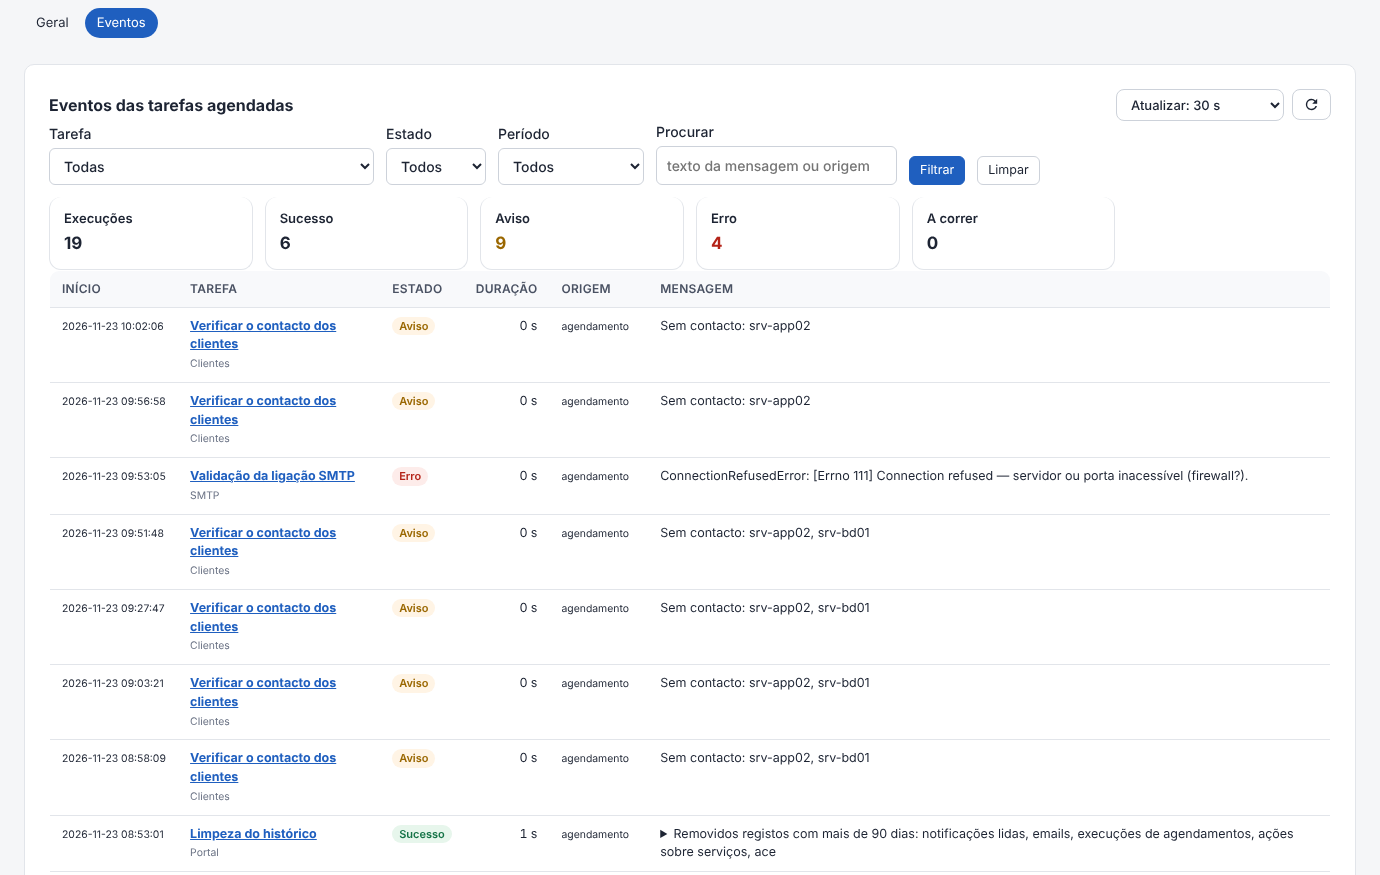 Geral Eventos
Eventos das tarefas agendadas
Atualizar: 30 s
Tarefa Estado Período Procurar
Todas Todos Todos texto da mensagem ou origem Filtrar Limpar
Execuções Sucesso Aviso Erro A correr
19 6 9 4 0
INÍCIO TAREFA ESTADO DURAÇÃO ORIGEM MENSAGEM
2026-11-23 10:02:06 Verificar o contacto dos Aviso 0 s agendamento Sem contacto: srv-app02
clientes
Clientes
2026-11-23 09:56:58 Verificar o contacto dos Aviso 0 s agendamento Sem contacto: srv-app02
clientes
Clientes
2026-11-23 09:53:05 Validação da ligação SMTP Erro 0 s agendamento ConnectionRefusedError: [Errno 111] Connection refused — servidor ou porta inacessível (firewall?).
SMTP
2026-11-23 09:51:48 Verificar o contacto dos Aviso 0 s agendamento Sem contacto: srv-app02, srv-bd01
clientes
Clientes
2026-11-23 09:27:47 Verificar o contacto dos Aviso 0 s agendamento Sem contacto: srv-app02, srv-bd01
clientes
Clientes
2026-11-23 09:03:21 Verificar o contacto dos Aviso 0 s agendamento Sem contacto: srv-app02, srv-bd01
clientes
Clientes
2026-11-23 08:58:09 Verificar o contacto dos Aviso 0 s agendamento Sem contacto: srv-app02, srv-bd01
clientes
Clientes
2026-11-23 08:53:01 Limpeza do histórico Sucesso 1 s agendamento ▶ Removidos registos com mais de 90 dias: notificações lidas, emails, execuções de agendamentos, ações
Portal sobre serviços, ace